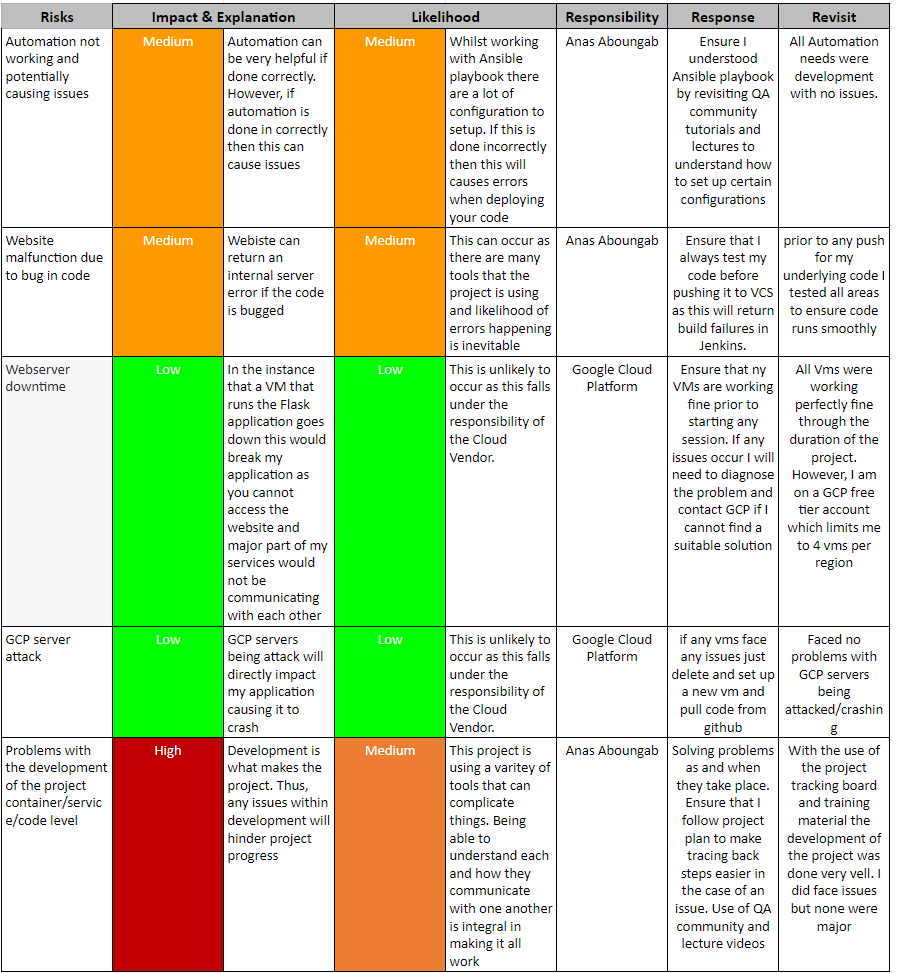 Risks
Impact & Explanation
Likelihood
Responsibility
Response
Revisit
Automation not
working and
potentially
causing issues
Medium
Automation can
be very helpful if
done correctly.
However, if
automation is
done in correctly
then this can
cause issues
Medium
Whilst working
with Ansible
playbook there
are a lot of
configuration to
setup. If this is
done incorrectly
then this will
causes errors
when deploying
your code
Anas Aboungab
Ensure I
understood
Ansible playbook
by revisiting QA
community
tutorials and
lectures to
understand how
to set up certain
configurations
All Automation
needs were
development
with no issues.
Website
malfunction due
to bug in code
Medium
Webiste can
return an
internal server
error if the code
is bugged
Medium
This can occur as
there are many
tools that the
project is using
and likelihood of
errors happening
is inevitable
Anas Aboungab
Ensure that I
always test my
code before
pushing it to VCS
as this will return
build failures in
Jenkins.
prior to any push
for my
underlying code I
tested all areas
to ensure code
runs smoothly
Webserver
downtime
Low
In the instance
that a VM that
runs the Flask
application goes
down this would
break my
application as
you cannot
access the
website and
major part of my
services would
not be
communicating
with each other
Low
This is unlikely to
occur as this falls
under the
responsibility of
the Cloud
Vendor.
Google Cloud
Platform
Ensure that ny
VMs are working
fine prior to
starting any
session. If any
issues occur I will
need to diagnose
the problem and
contact GCP if I
cannot find a
suitable solution
All Vms were
working
perfectly fine
through the
duration of the
project.
However, I am
on a GCP free
tier account
which limits me
to 4 vms per
region
GCP server
attack
Low
GCP servers
being attack will
directly impact
my application
causing it to
crash
Low
This is unlikely to
occur as this falls
under the
responsibility of
the Cloud
Vendor.
Google Cloud
Platform
if any vms face
any issues just
delete and set up
a new vm and
pull code from
github
Faced no
problems with
GCP servers
being
attacked/crashin
g
Problems with
the development
of the project
container/servic
e/code level
High
Development is
what makes the
project. Thus,
any issues within
development will
hinder project
progress
Medium
This project is
using a varitey of
tools that can
complicate
things. Being
able to
understand each
and how they
communicate
with one another
is integral in
making it all
work
Anas Aboungab
Solving problems
as and when
they take place.
Ensure that I
follow project
plan to make
tracing back
steps easier in
the case of an
issue. Use of QA
community and
lecture videos
With the use of
the project
tracking board
and training
material the
development of
the project was
done very vell. I
did face issues
but none were
major